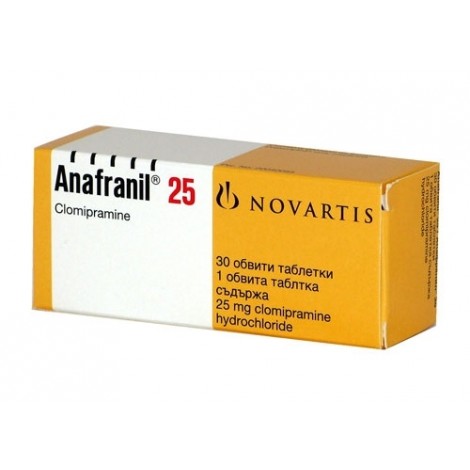 Anafranil® 25
Clomipramine
NOVARTIS
30 обвити таблетки
1 обвита таблтка
съдържа
25 mg clomipramine
hydrochloride